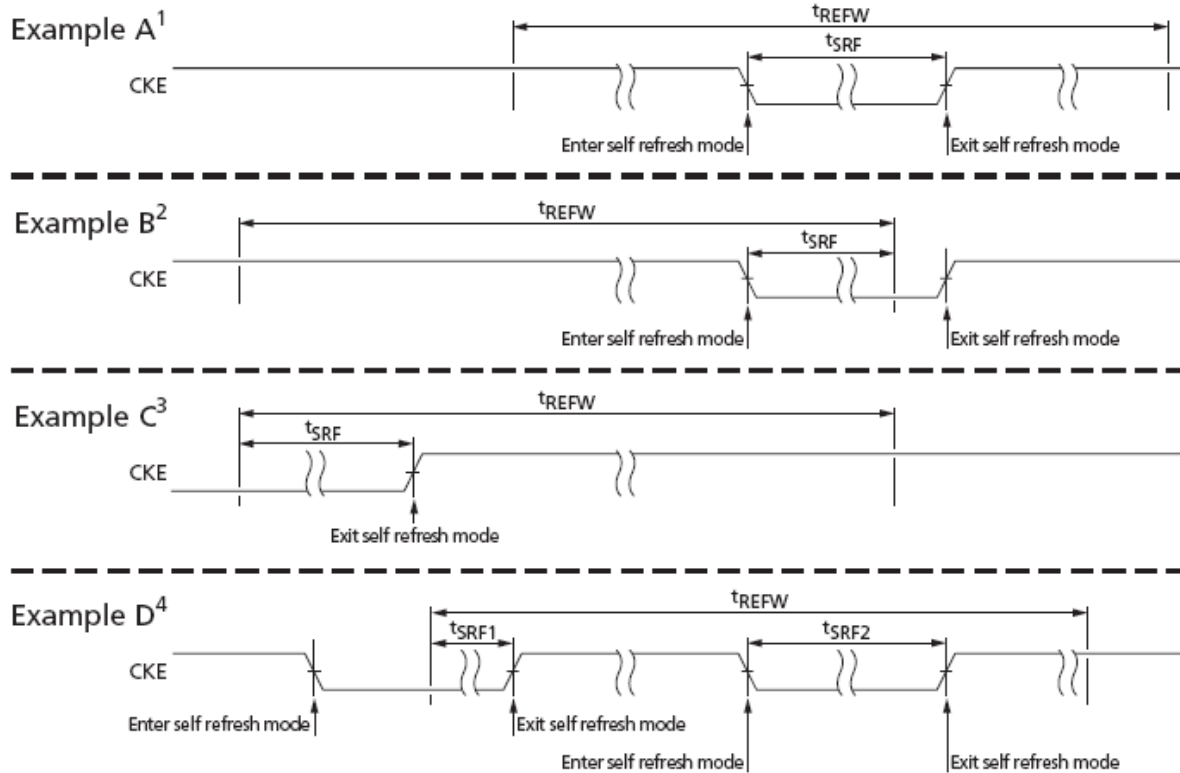 Example A1
tREFW
tSRF
CKE
Enter self refresh mode
Exit self refresh mode
Example B2
tREFW
tSRF
CKE
Enter self refresh mode
Exit self refresh mode
Example C3
tREFW
tSRF
CKE
Exit self refresh mode
Example D4
tREFW
tSRF1
tSRF2
CKE
Enter self refresh mode
Exit self refresh mode
Enter self refresh mode
Exit self refresh mode